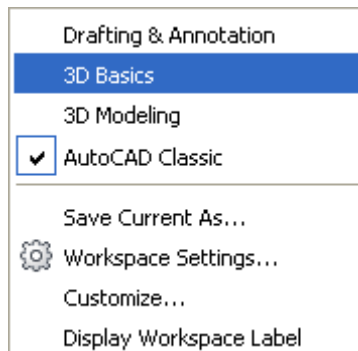 Drafting & Annotation
3D Basics
3D Modeling
AutoCAD Classic
Save Current As...
Workspace Settings...
Customize...
Display Workspace Label